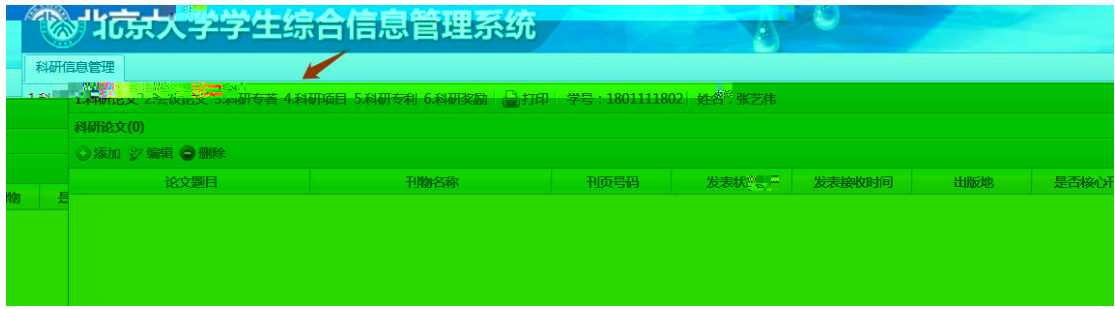 北京大学学生综合信息管理系统
科研信息管理
1.科研论文 2.会议论文 3.科研专著 4.科研项目 5.科研专利 6.科研奖励 打印 学号：1801111802 姓名：张艺伟
科研论文(0)
添加 编辑 删除
论文题目 刊物名称 刊页号码 发表状 发表接收时间 出版地 是否核心刊